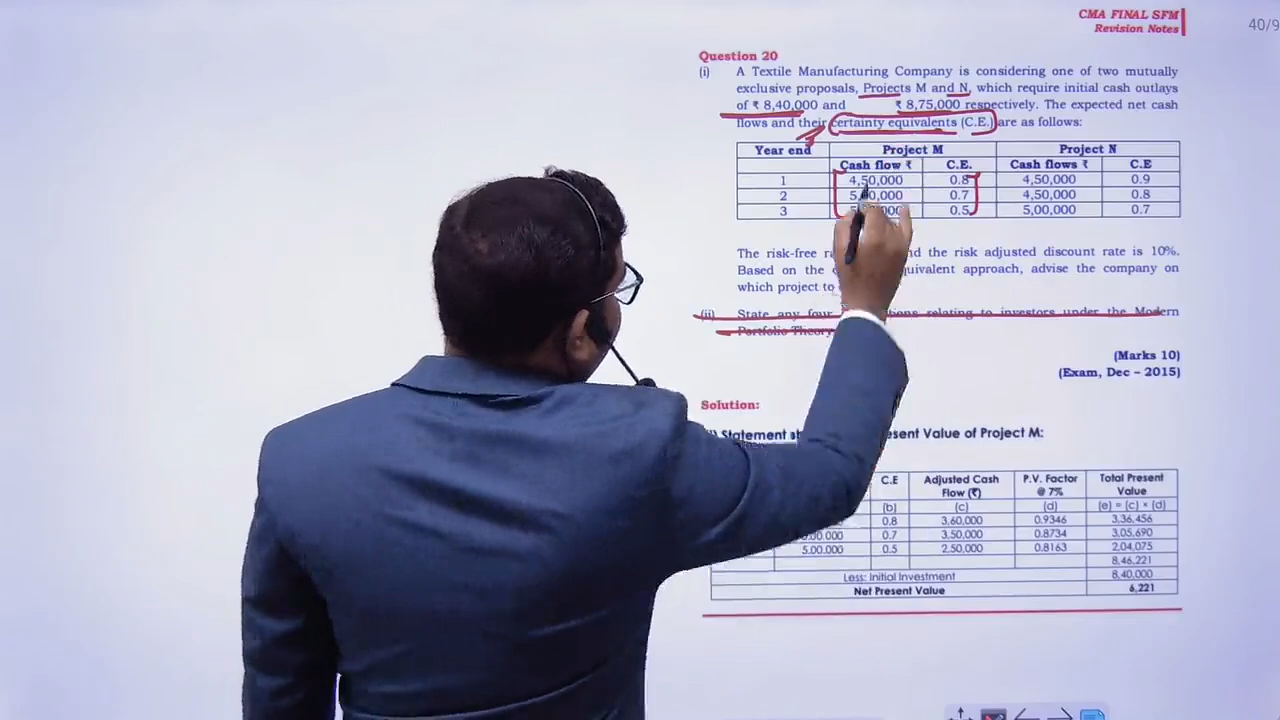 CMA FINAL SFM
Revision Notes
40/9
Question 20
(i) A Textile Manufacturing Company is considering one of two mutually
exclusive proposals, Projects M and N, which require initial cash outlays
of ₹ 8,40,000 and ₹ 8,75,000 respectively. The expected net cash
flows and their certainty equivalents (C.E.) are as follows:
Year end Project M Project N
Cash flow ₹ C.E. Cash flows ₹ C.E
1 4,50,000 0.8 4,50,000 0.9
2 0.7 4,50,000 0.8
3 0.5 5,00,000 0.7
The risk-free the risk adjusted discount rate is 10%.
Based on the approach, advise the company on
which project to
(ii) State any four relating to investors under the Modern
Portfolio Theory
(Marks 10)
(Exam, Dec – 2015)
Solution:
Statement Value of Project M:
C.E Adjusted Cash P.V. Factor Total Present
Flow (₹) @ 7% Value
(b) (c) (d) (e) = (c) × (d)
0.8 3,60,000 0.9346 3,36,456
0.7 3,50,000 0.8734 3,05,690
5,00,000 0.5 2,50,000 0.8163 2,04,075
8,46,221
Less: Initial Investment 8,40,000
Net Present Value 6,221